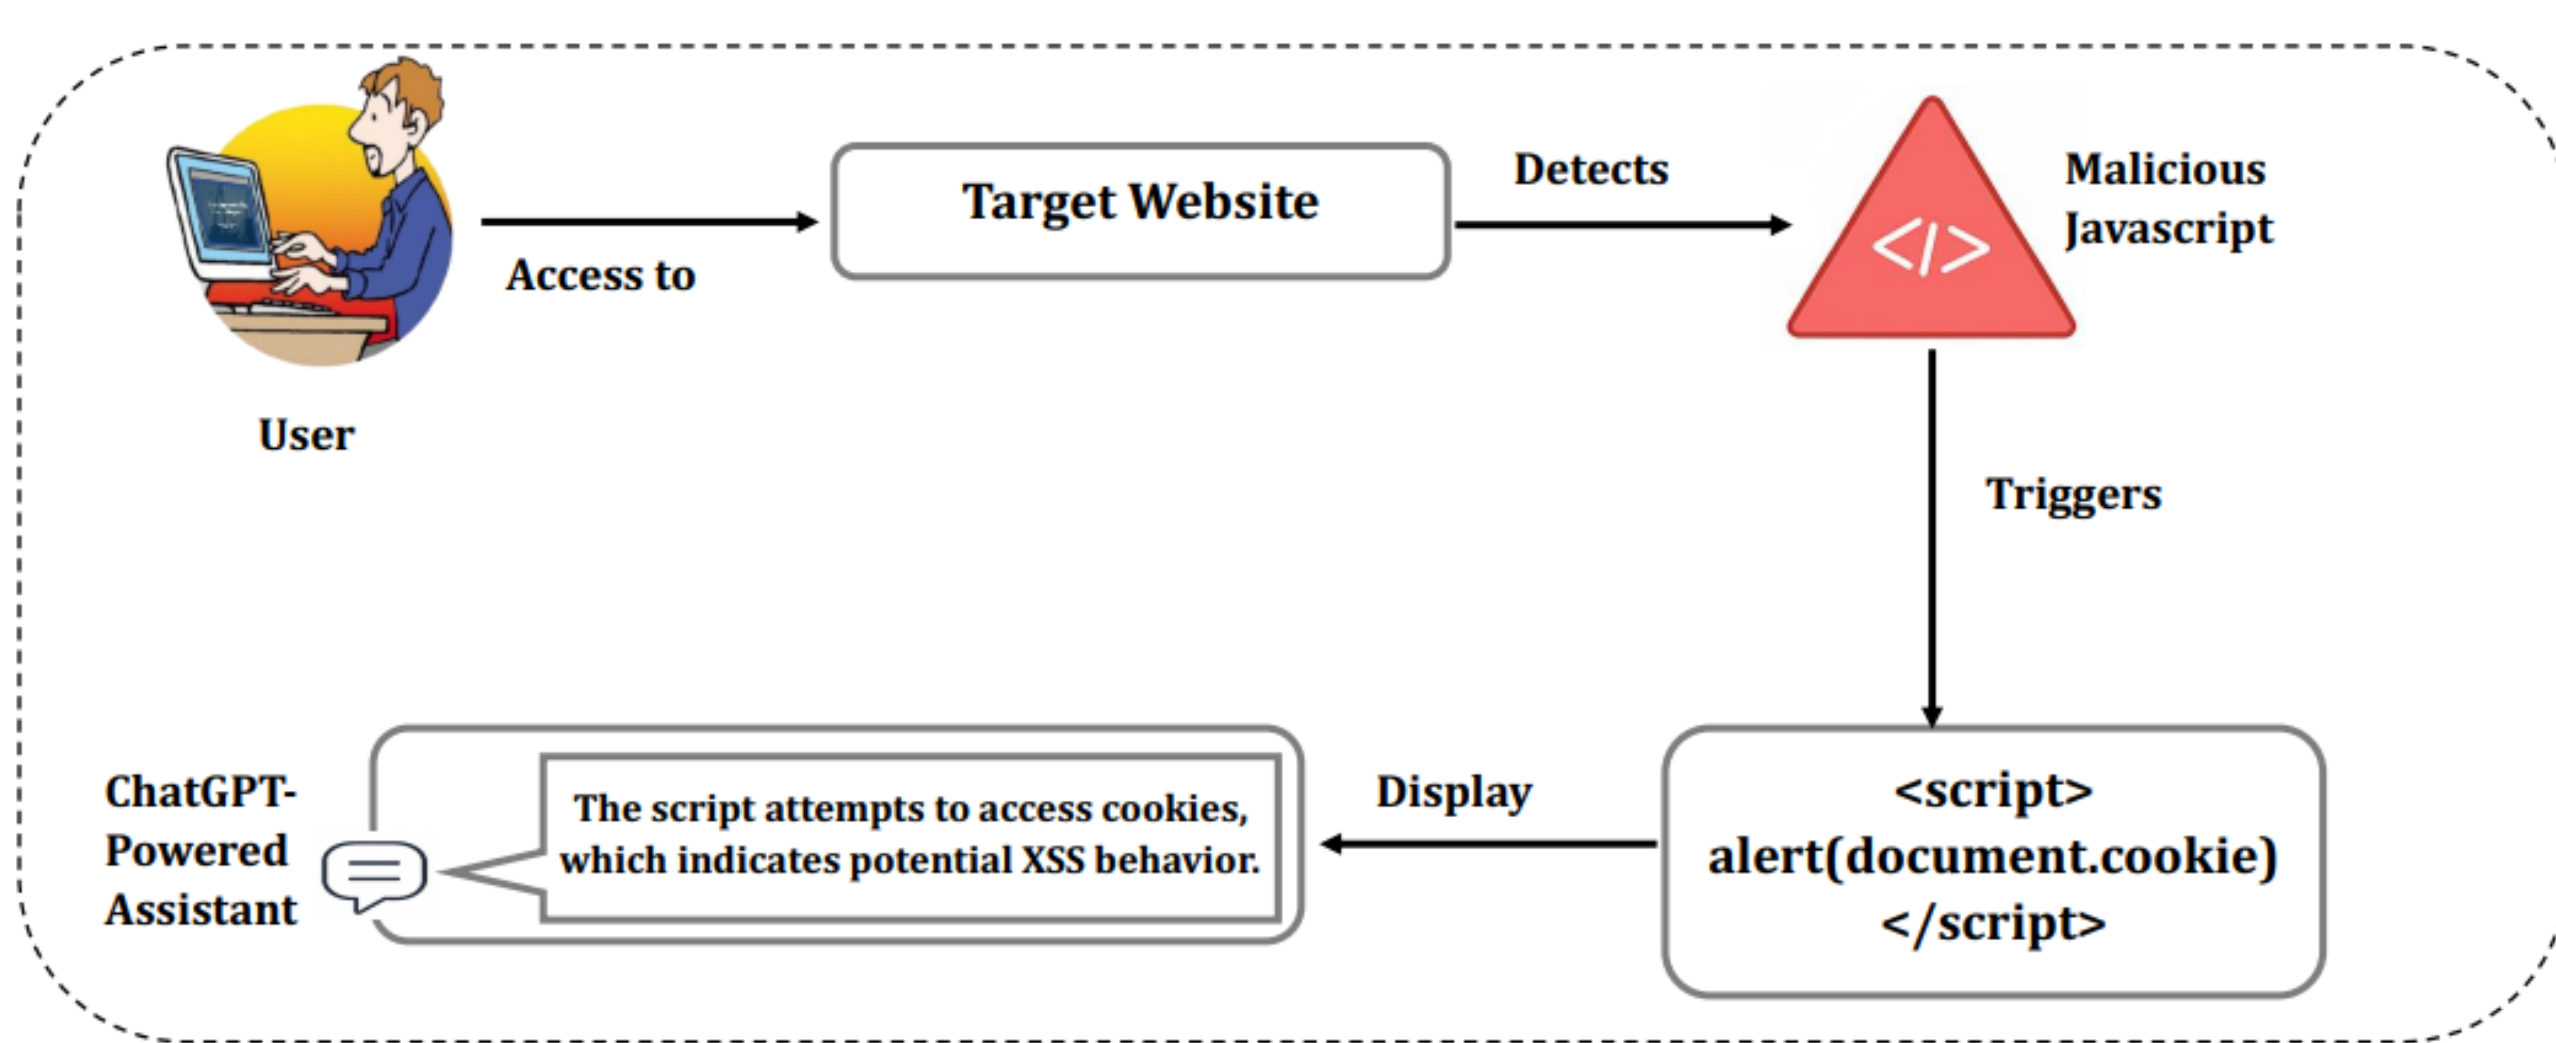 User
Access to
Target Website
Detects
</>
Malicious
Javascript
Triggers
<script>
alert(document.cookie)
</script>
Display
The script attempts to access cookies,
which indicates potential XSS behavior.
ChatGPT-
Powered
Assistant